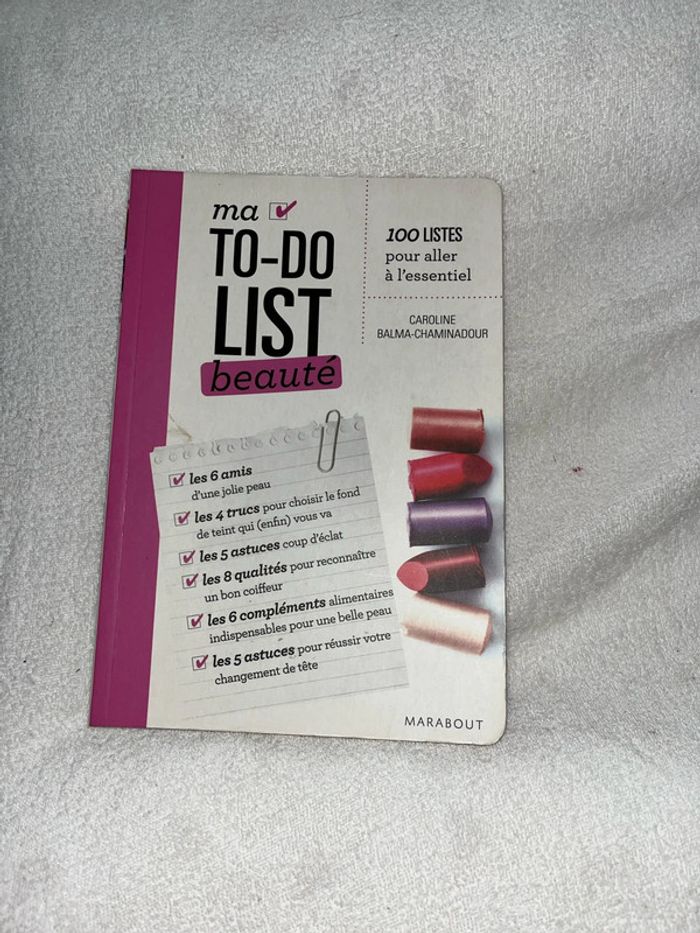 ma
TO-DO
LIST
beauté
100 LISTES
pour aller
à l'essentiel
CAROLINE
BALMA-CHAMINADOUR
les 6 amis
d'une jolie peau
les 4 trucs pour choisir le fond
de teint qui (enfin) vous va
les 5 astuces coup d'éclat
les 8 qualités pour reconnaître
un bon coiffeur
les 6 compléments alimentaires
indispensables pour une belle peau
les 5 astuces pour réussir votre
changement de tête
MARABOUT